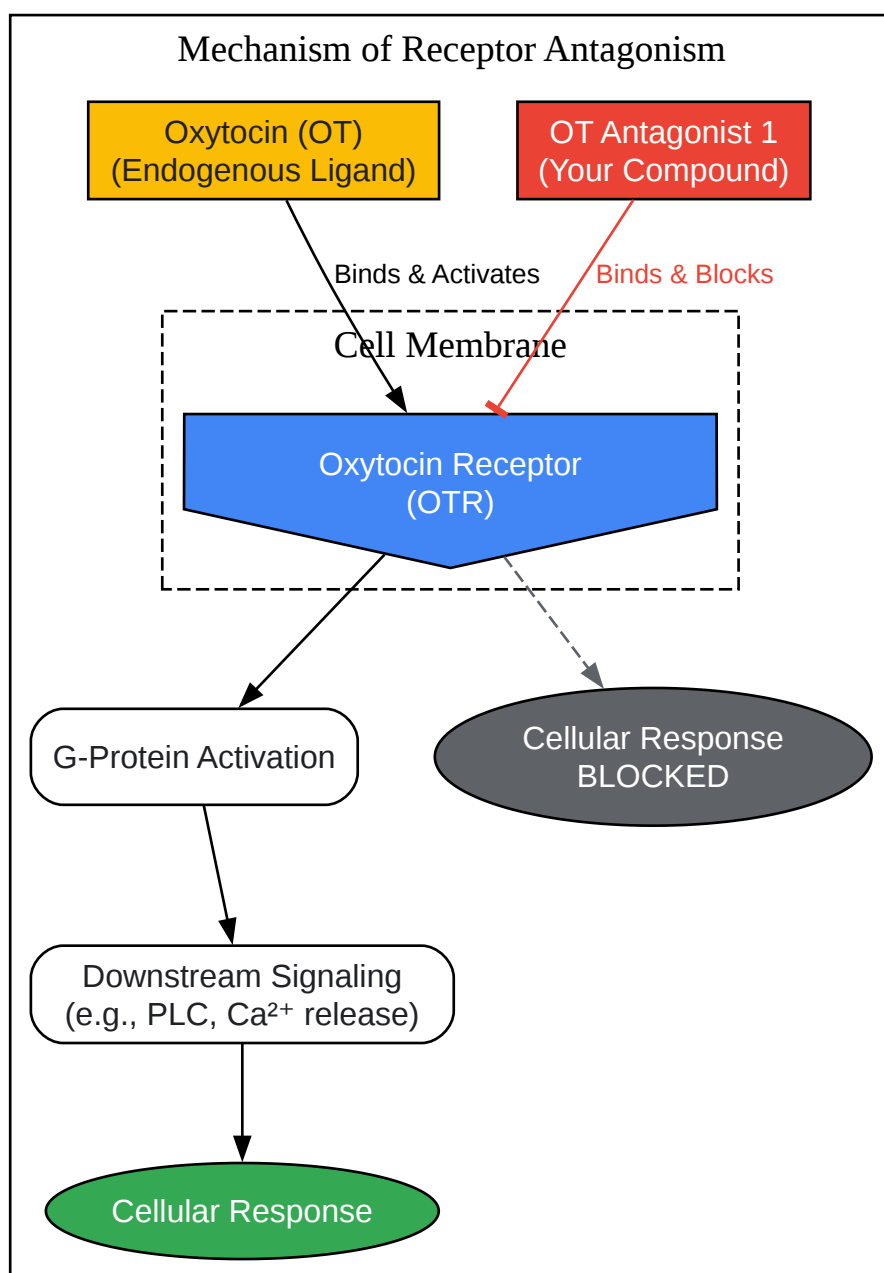 Mechanism of Receptor Antagonism
Oxytocin (OT)
(Endogenous Ligand)
OT Antagonist 1
(Your Compound)
Binds & Activates
Binds & Blocks
Cell Membrane
Oxytocin Receptor
(OTR)
G-Protein Activation
Cellular Response
BLOCKED
Downstream Signaling
(e.g., PLC, Ca²⁺ release)
Cellular Response